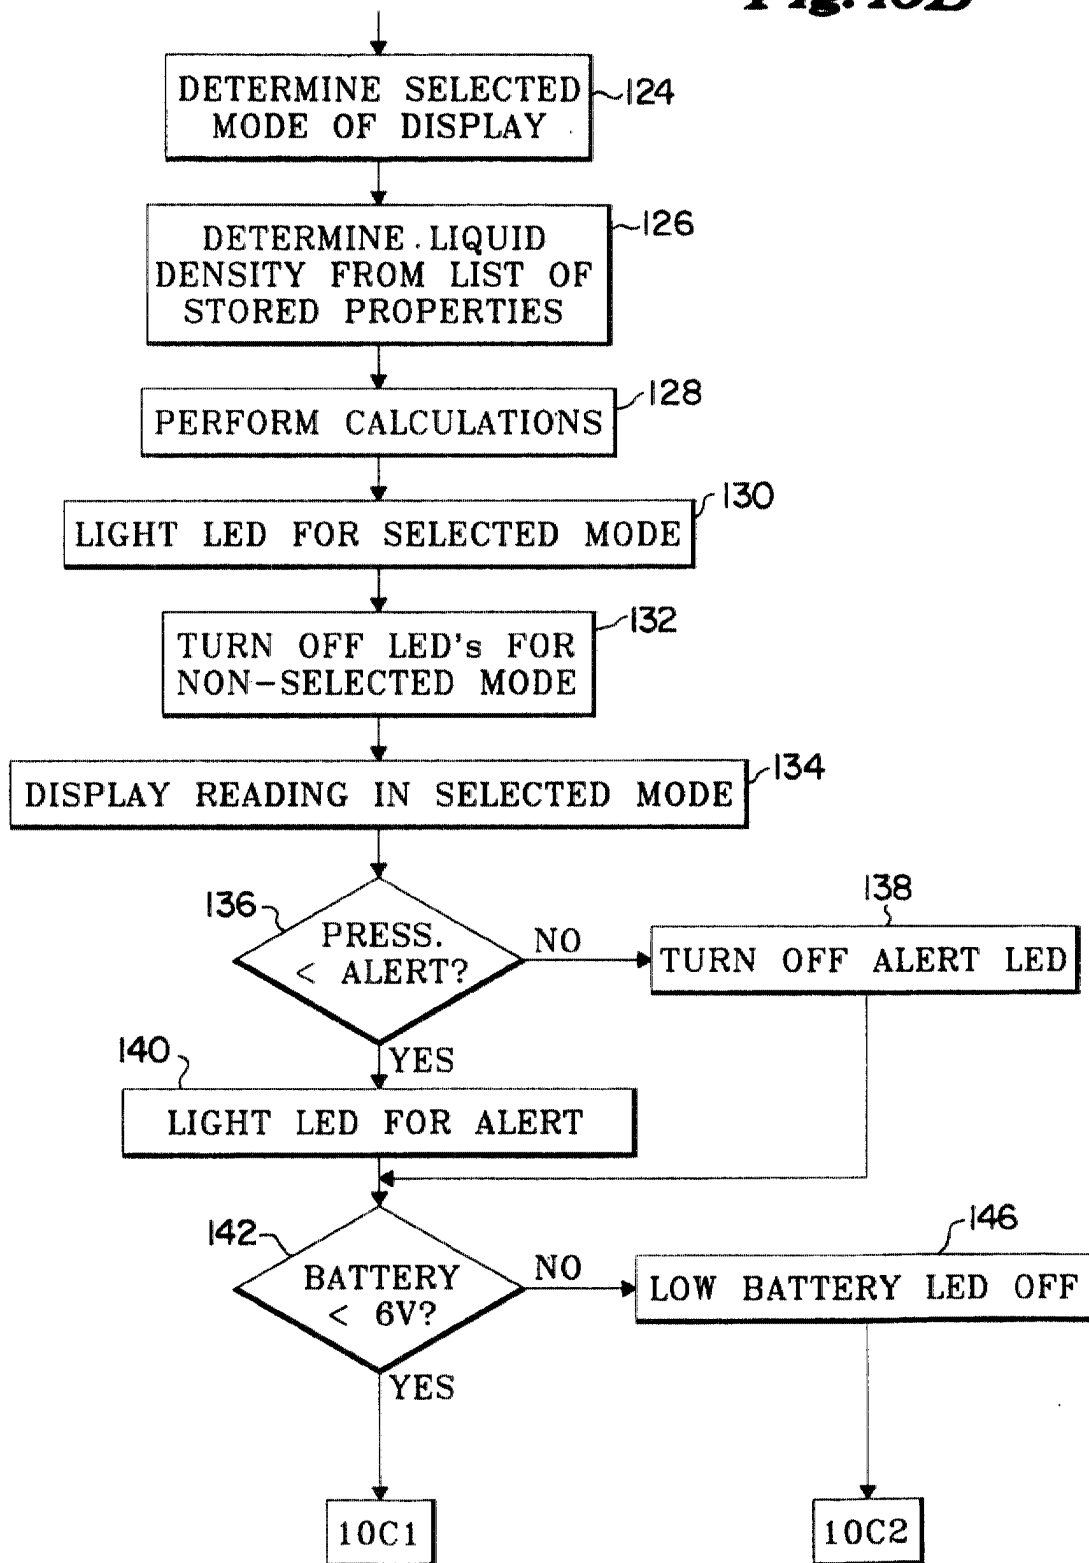 Fig. 10B
DETERMINE SELECTED
MODE OF DISPLAY
124
DETERMINE LIQUID
DENSITY FROM LIST OF
STORED PROPERTIES
126
PERFORM CALCULATIONS
128
LIGHT LED FOR SELECTED MODE
130
TURN OFF LED's FOR
NON-SELECTED MODE
132
DISPLAY READING IN SELECTED MODE
134
136
PRESS.
< ALERT?
NO
138
TURN OFF ALERT LED
YES
140
LIGHT LED FOR ALERT
142
BATTERY
< 6V?
NO
146
LOW BATTERY LED OFF
YES
10C1
10C2